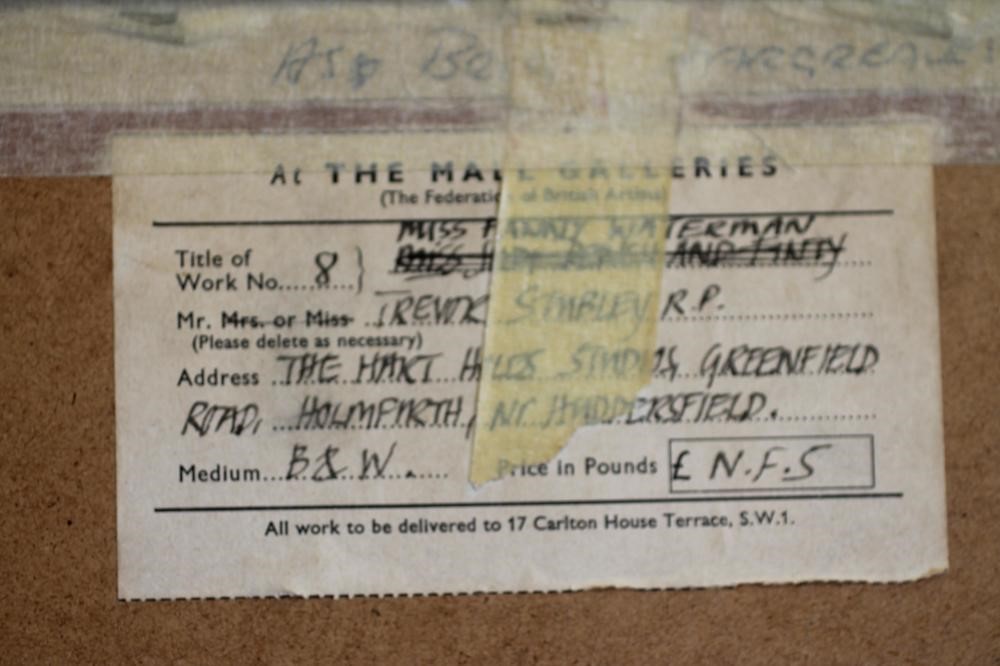 At THE MALL GALLERIES
(The Federation of British Artists)
MISS FANNY WATERMAN
Title of
Work No..... 8 } MISS AND
Mr. Mrs. or Miss TREVOR STUBLEY R.P.
(Please delete as necessary)
Address THE HART HOLES STUDIOS, GREENFIELD
ROAD, HOLMFIRTH, Nr HUDDERSFIELD.
Medium... B & W. Price in Pounds £ N.F.S
All work to be delivered to 17 Carlton House Terrace, S.W.1.